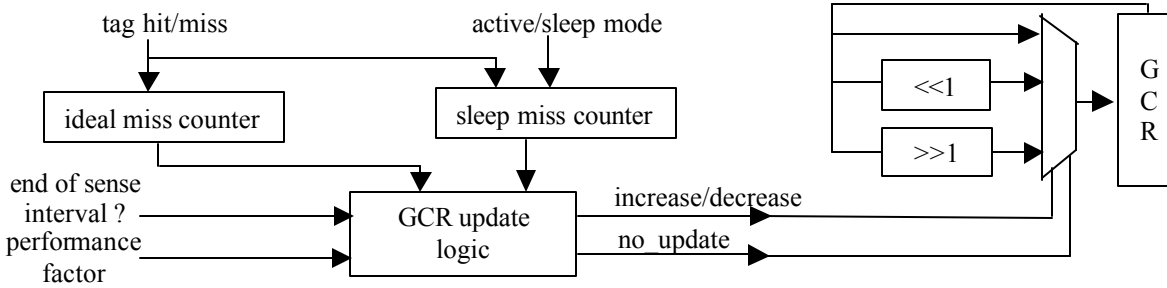 tag hit/miss
active/sleep mode
ideal miss counter
sleep miss counter
end of sense
interval ?
performance
factor
GCR update
logic
increase/decrease
no_update
<<1
>>1
G
C
R